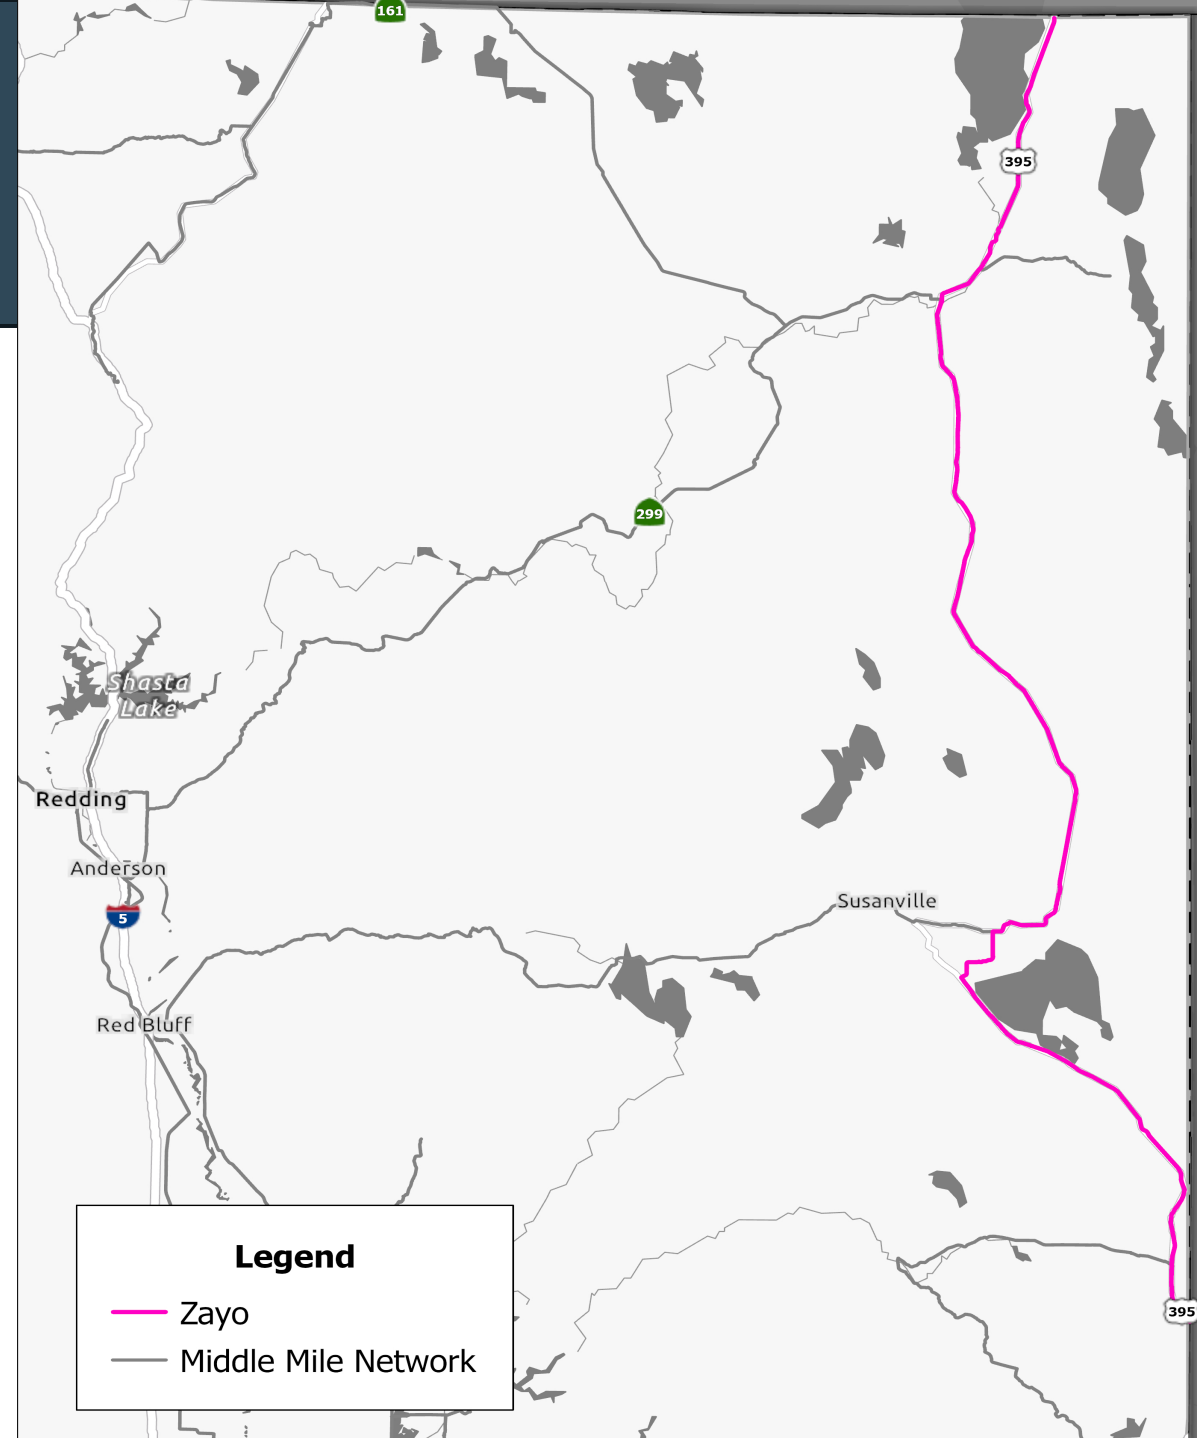 161
395
299
Shasta
Lake
Redding
Anderson
5
Susanville
Red Bluff
395
Legend
Zayo
Middle Mile Network